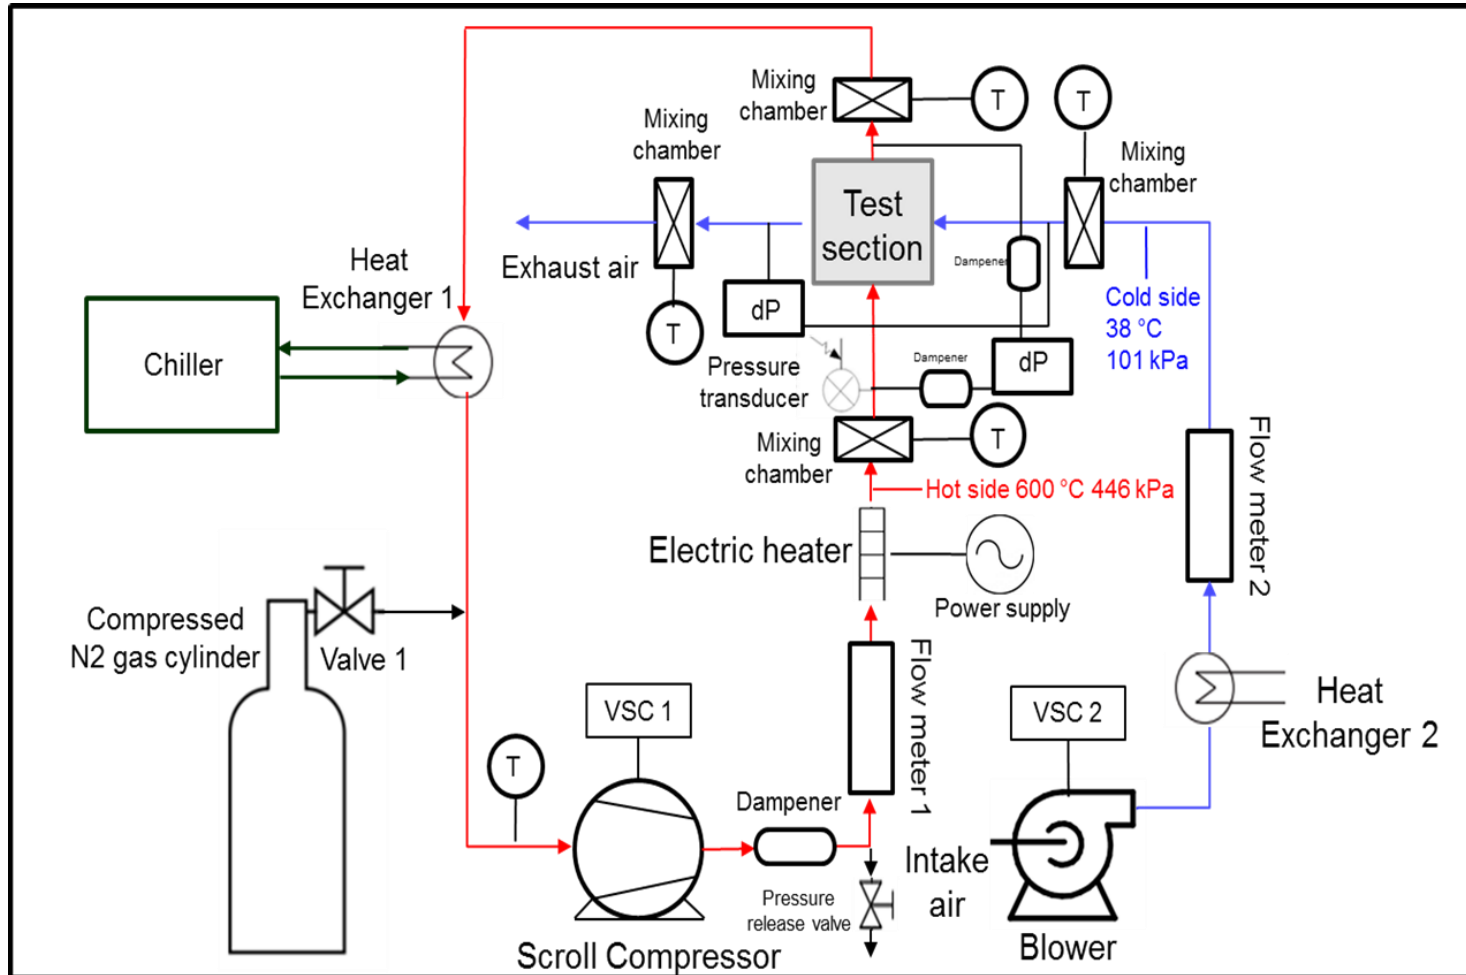 Mixing
chamber
T
T
Mixing
chamber
Mixing
chamber
Test
section
Dampener
Exhaust air
Heat
Exchanger 1
Chiller
dP
T
Cold side
38 °C
101 kPa
Pressure
transducer
Dampener
dP
Mixing
chamber
T
Hot side 600 °C 446 kPa
Flow meter 2
Electric heater
Power supply
Compressed
N2 gas cylinder
Valve 1
Flow meter 1
VSC 1
VSC 2
Heat
Exchanger 2
T
Dampener
Intake
air
Pressure
release valve
Scroll Compressor
Blower